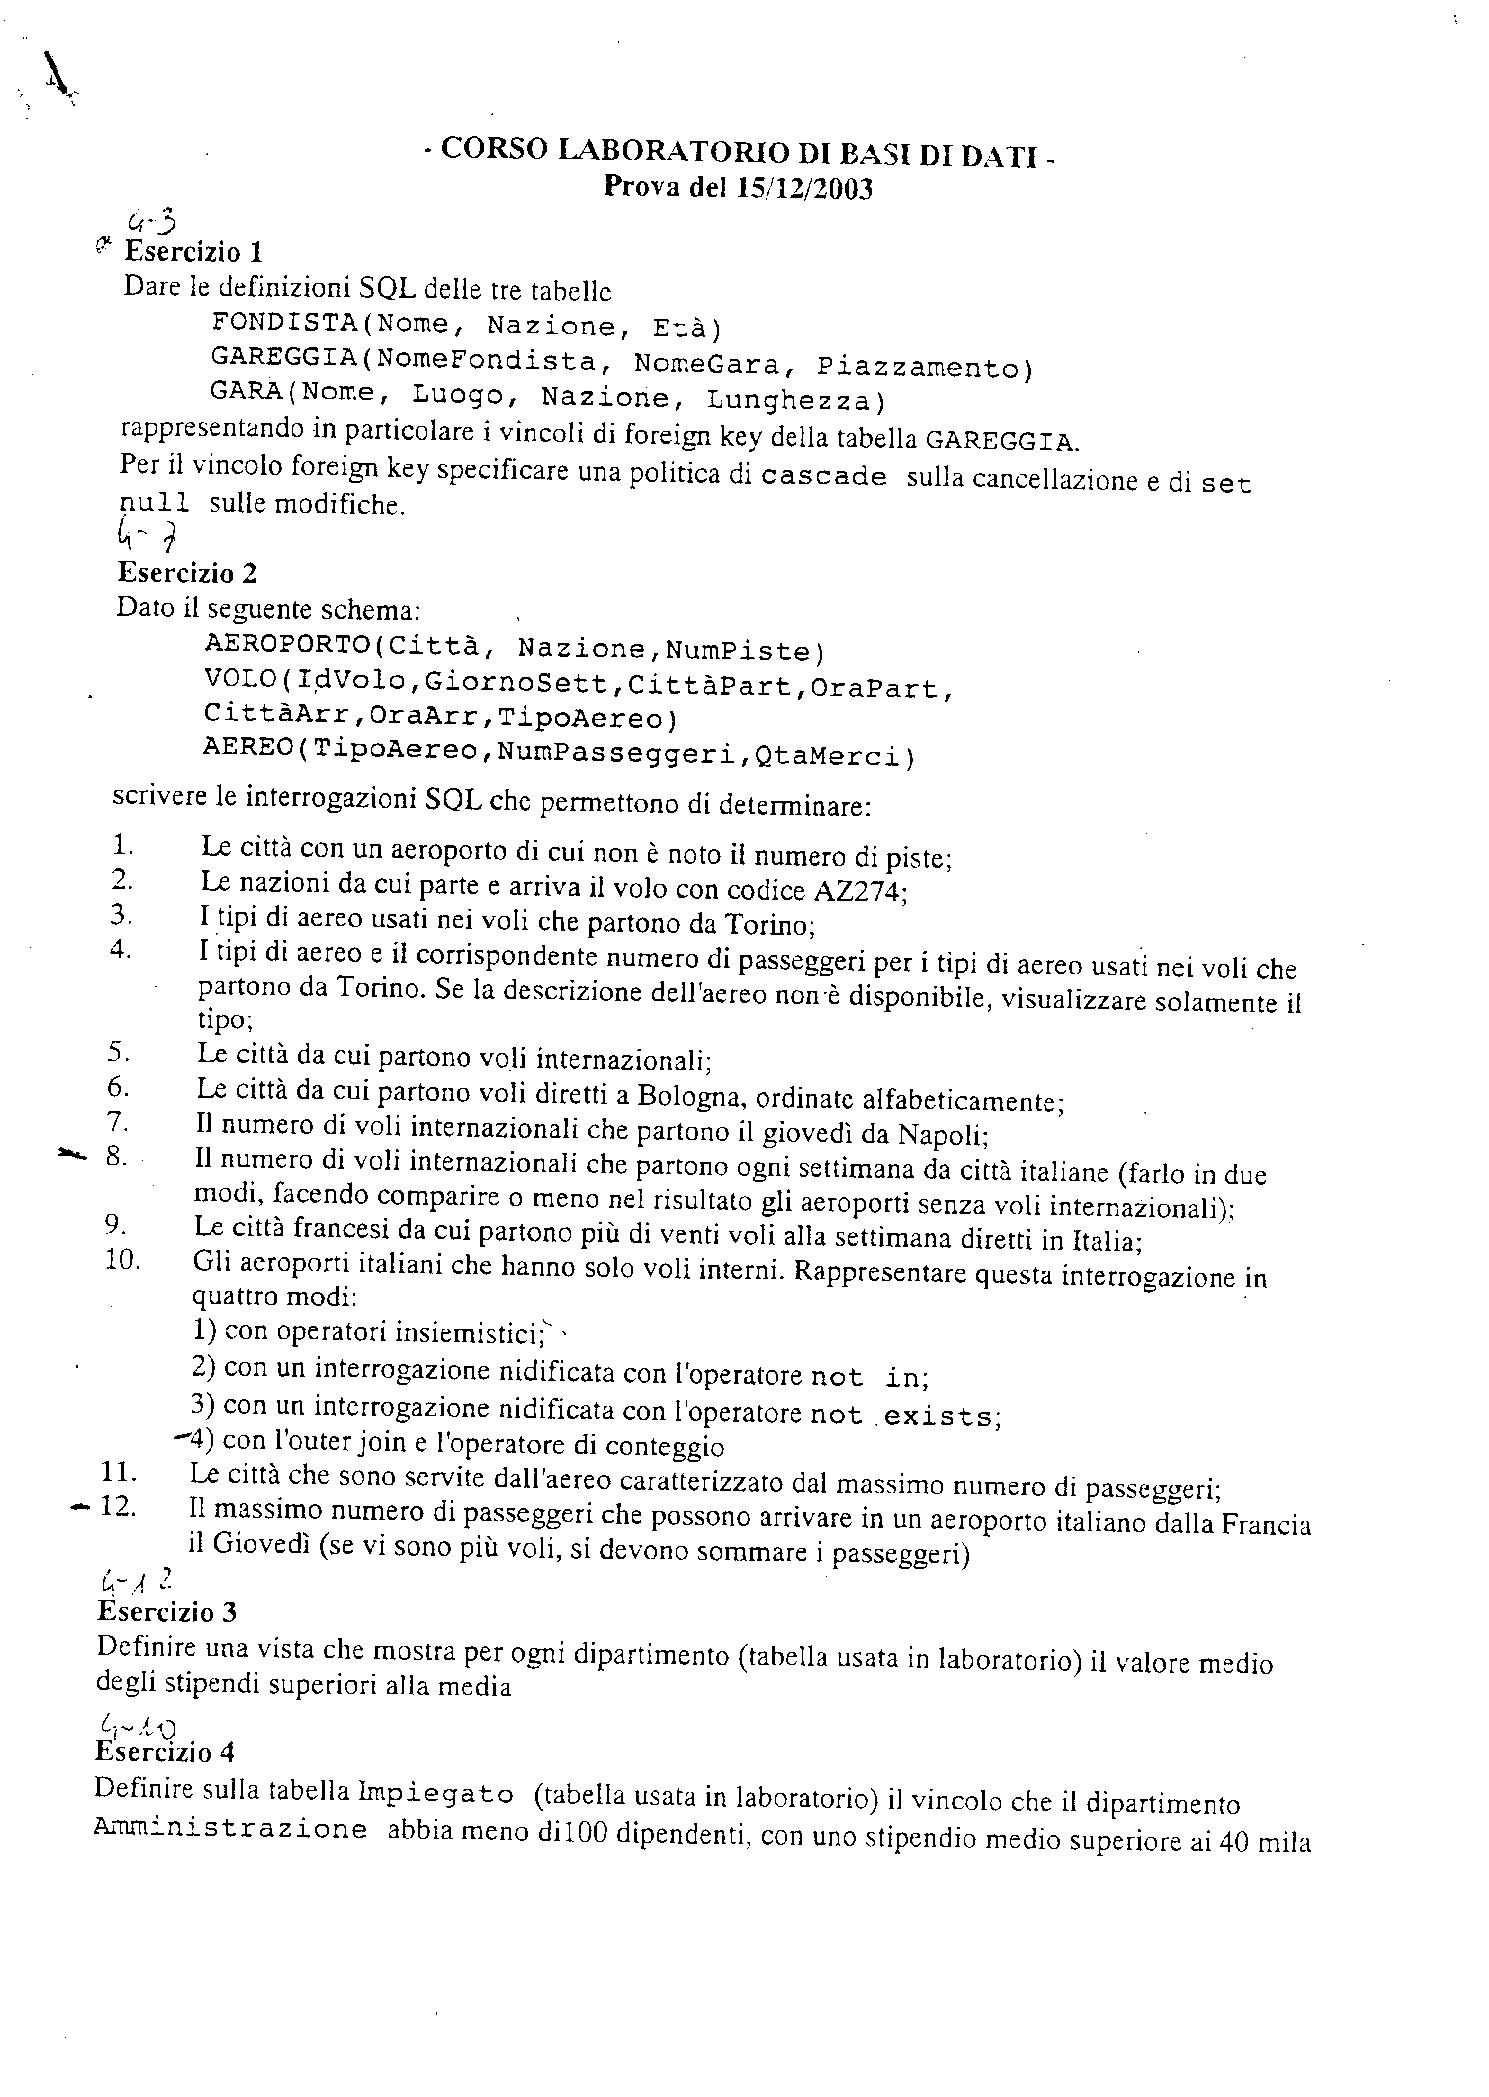 - CORSO LABORATORIO DI BASI DI DATI -
Prova del 15/12/2003
4-3
Esercizio 1
Dare le definizioni SQL delle tre tabelle
FONDISTA(Nome, Nazione, Età)
GAREGGIA(NomeFondista, NomeGara, Piazzamento)
GARA(Nome, Luogo, Nazione, Lunghezza)
rappresentando in particolare i vincoli di foreign key della tabella GAREGGIA.
Per il vincolo foreign key specificare una politica di cascade sulla cancellazione e di set
null sulle modifiche.
4-7
Esercizio 2
Dato il seguente schema:
AEROPORTO(Città, Nazione,NumPiste)
VOLO(IdVolo,GiornoSett,CittàPart,OraPart,
CittàArr,OraArr,TipoAereo)
AEREO(TipoAereo,NumPasseggeri,QtaMerci)
scrivere le interrogazioni SQL che permettono di determinare:
1. Le città con un aeroporto di cui non è noto il numero di piste;
2. Le nazioni da cui parte e arriva il volo con codice AZ274;
3. I tipi di aereo usati nei voli che partono da Torino;
4. I tipi di aereo e il corrispondente numero di passeggeri per i tipi di aereo usati nei voli che
partono da Torino. Se la descrizione dell'aereo non è disponibile, visualizzare solamente il
tipo;
5. Le città da cui partono voli internazionali;
6. Le città da cui partono voli diretti a Bologna, ordinate alfabeticamente;
7. Il numero di voli internazionali che partono il giovedì da Napoli;
- 8. Il numero di voli internazionali che partono ogni settimana da città italiane (farlo in due
modi, facendo comparire o meno nel risultato gli aeroporti senza voli internazionali);
9. Le città francesi da cui partono più di venti voli alla settimana diretti in Italia;
10. Gli aeroporti italiani che hanno solo voli interni. Rappresentare questa interrogazione in
quattro modi:
1) con operatori insiemistici;
2) con un interrogazione nidificata con l'operatore not in;
3) con un interrogazione nidificata con l'operatore not exists;
-4) con l'outer join e l'operatore di conteggio
11. Le città che sono servite dall'aereo caratterizzato dal massimo numero di passeggeri;
- 12. Il massimo numero di passeggeri che possono arrivare in un aeroporto italiano dalla Francia
il Giovedì (se vi sono più voli, si devono sommare i passeggeri)
4-12
Esercizio 3
Definire una vista che mostra per ogni dipartimento (tabella usata in laboratorio) il valore medio
degli stipendi superiori alla media
4-10
Esercizio 4
Definire sulla tabella Impiegato (tabella usata in laboratorio) il vincolo che il dipartimento
Amministrazione abbia meno di100 dipendenti, con uno stipendio medio superiore ai 40 mila